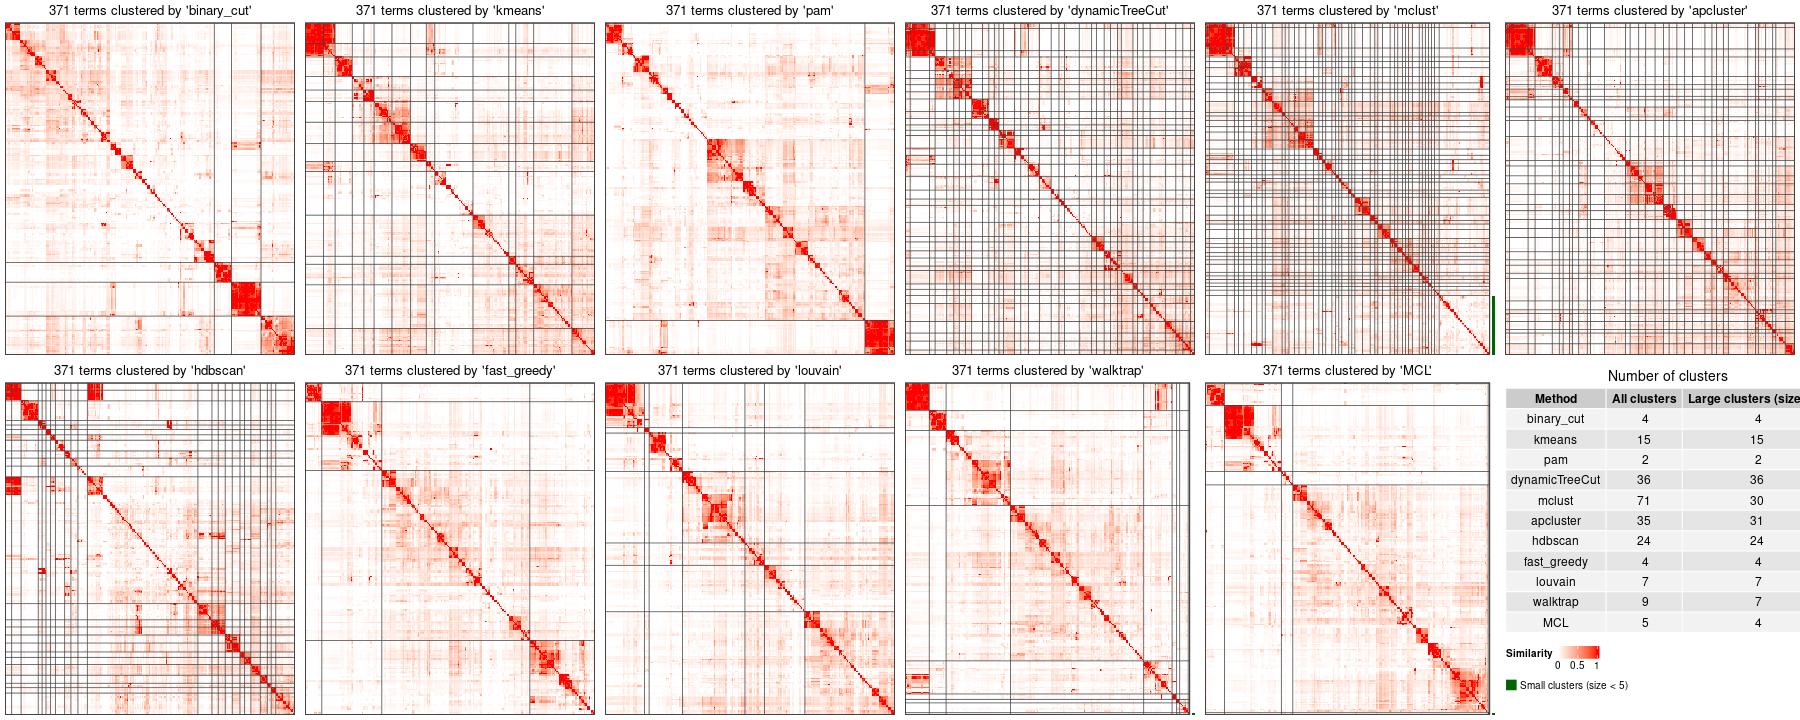 371 terms clustered by 'binary_cut'
371 terms clustered by 'kmeans'
371 terms clustered by 'pam'
371 terms clustered by 'dynamicTreeCut'
371 terms clustered by 'mclust'
371 terms clustered by 'apcluster'
371 terms clustered by 'hdbscan'
371 terms clustered by 'fast_greedy'
371 terms clustered by 'louvain'
371 terms clustered by 'walktrap'
371 terms clustered by 'MCL'
Number of clusters
Method All clusters Large clusters (size
binary_cut 4 4
kmeans 15 15
pam 2 2
dynamicTreeCut 36 36
mclust 71 30
apcluster 35 31
hdbscan 24 24
fast_greedy 4 4
louvain 7 7
walktrap 9 7
MCL 5 4
Similarity
0 0.5 1
Small clusters (size < 5)